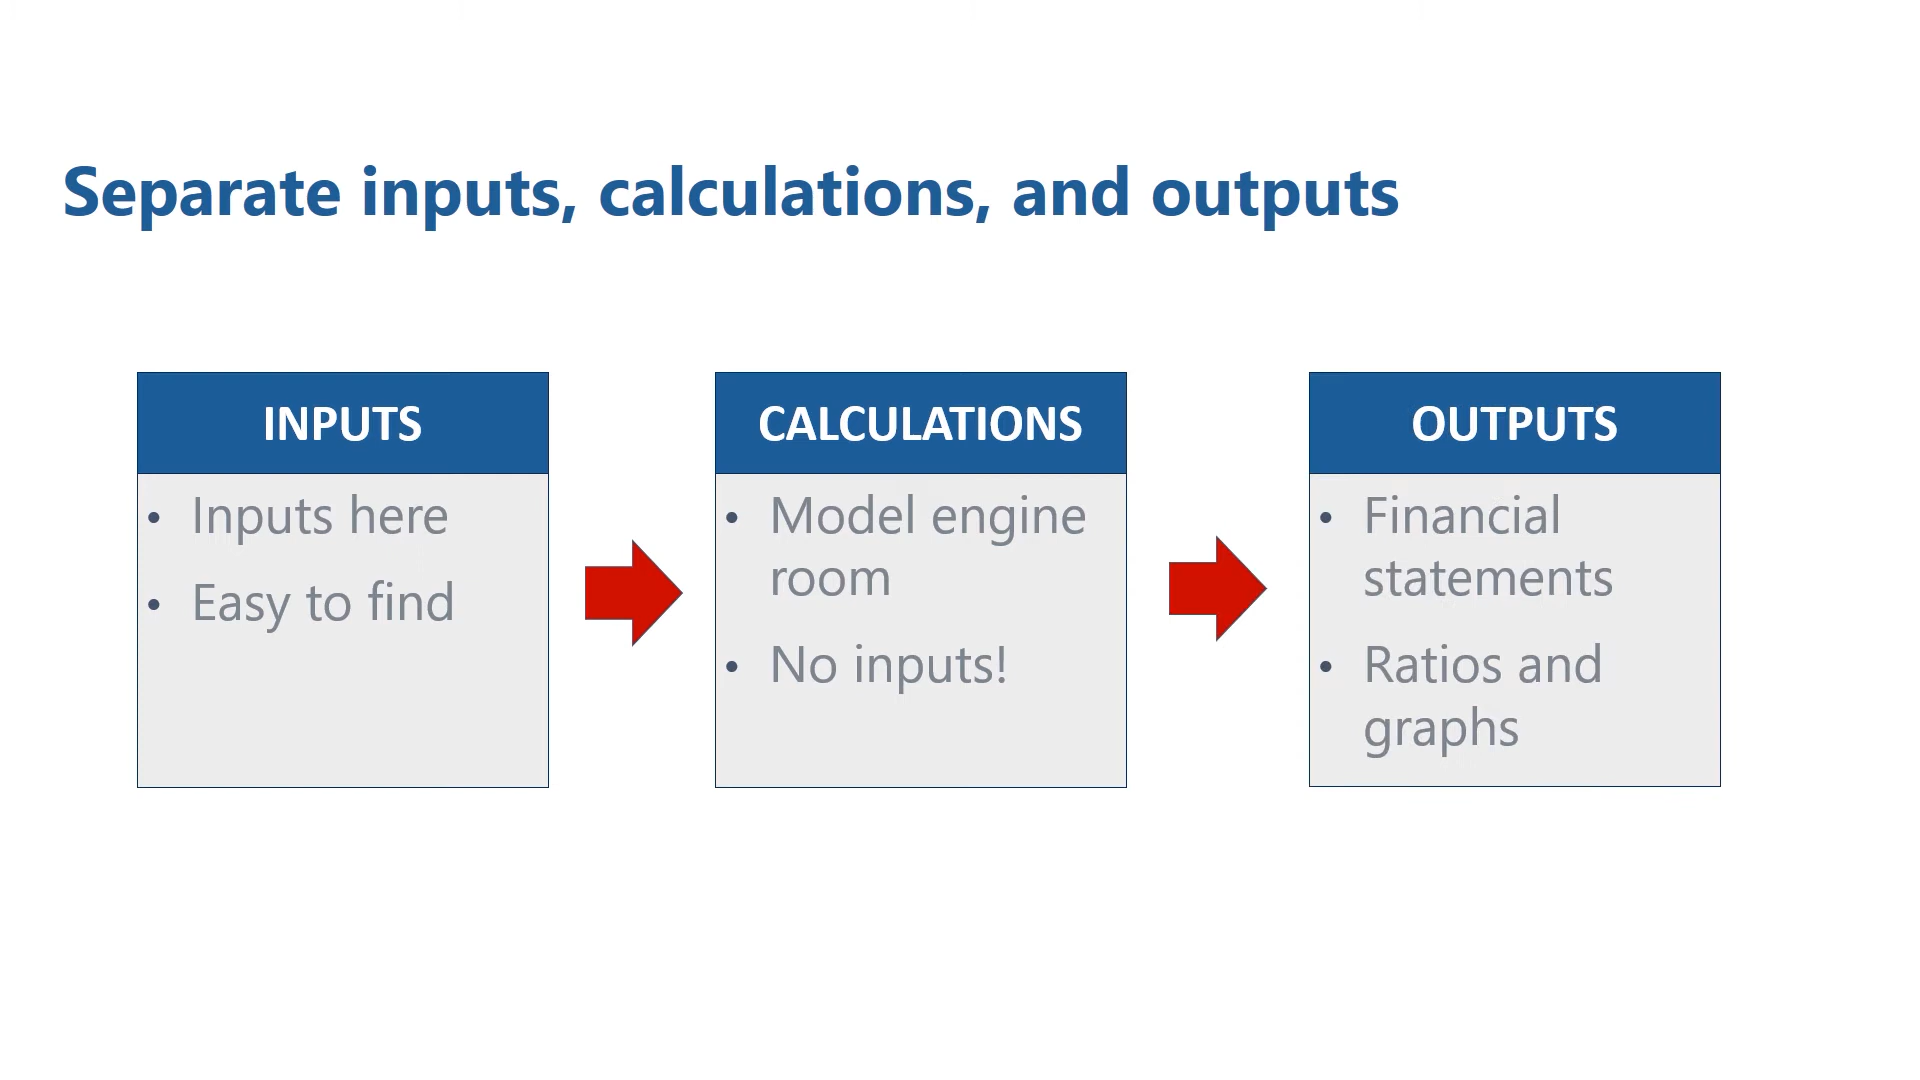 Separate inputs, calculations, and outputs
INPUTS
• Inputs here
• Easy to find
CALCULATIONS
• Model engine
room
• No inputs!
OUTPUTS
• Financial
statements
• Ratios and
graphs